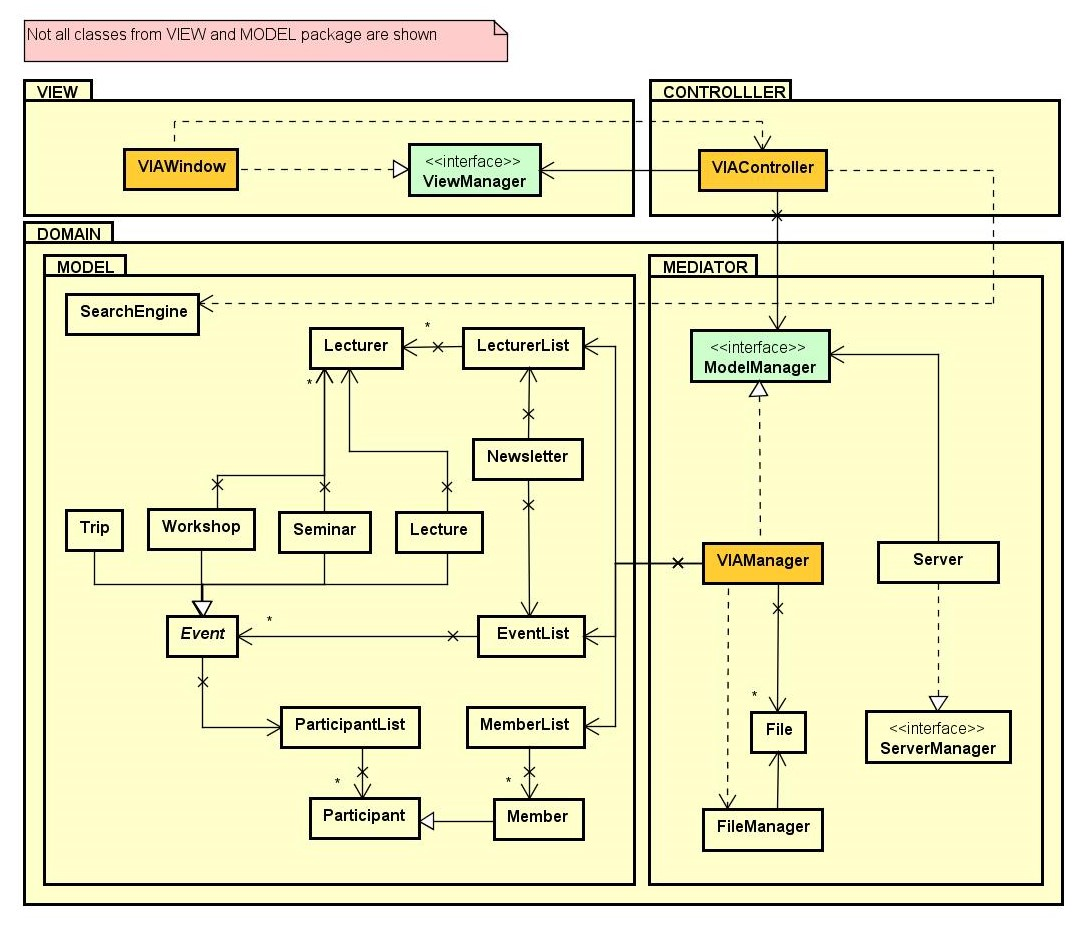 Not all classes from VIEW and MODEL package are shown
VIEW
CONTROLLLER
VIAWindow
<<interface>>
ViewManager
VIAController
DOMAIN
MODEL
MEDIATOR
SearchEngine
Lecturer
*
LecturerList
<<interface>>
ModelManager
*
Newsletter
Trip
Workshop
Seminar
Lecture
VIAManager
Server
Event
*
EventList
ParticipantList
MemberList
*
File
<<interface>>
ServerManager
*
*
Participant
Member
FileManager